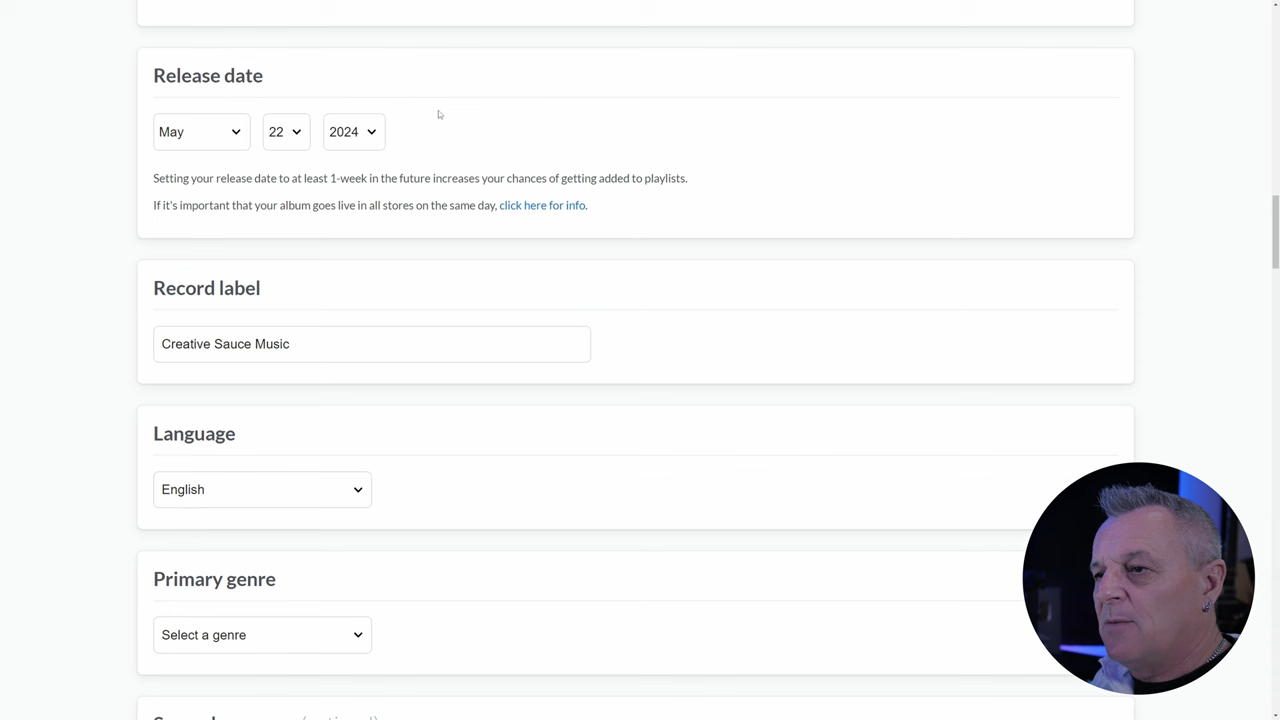 Release date
May
22
2024
Setting your release date to at least 1-week in the future increases your chances of getting added to playlists.
If it's important that your album goes live in all stores on the same day, click here for info.
Record label
Creative Sauce Music
Language
English
Primary genre
Select a genre